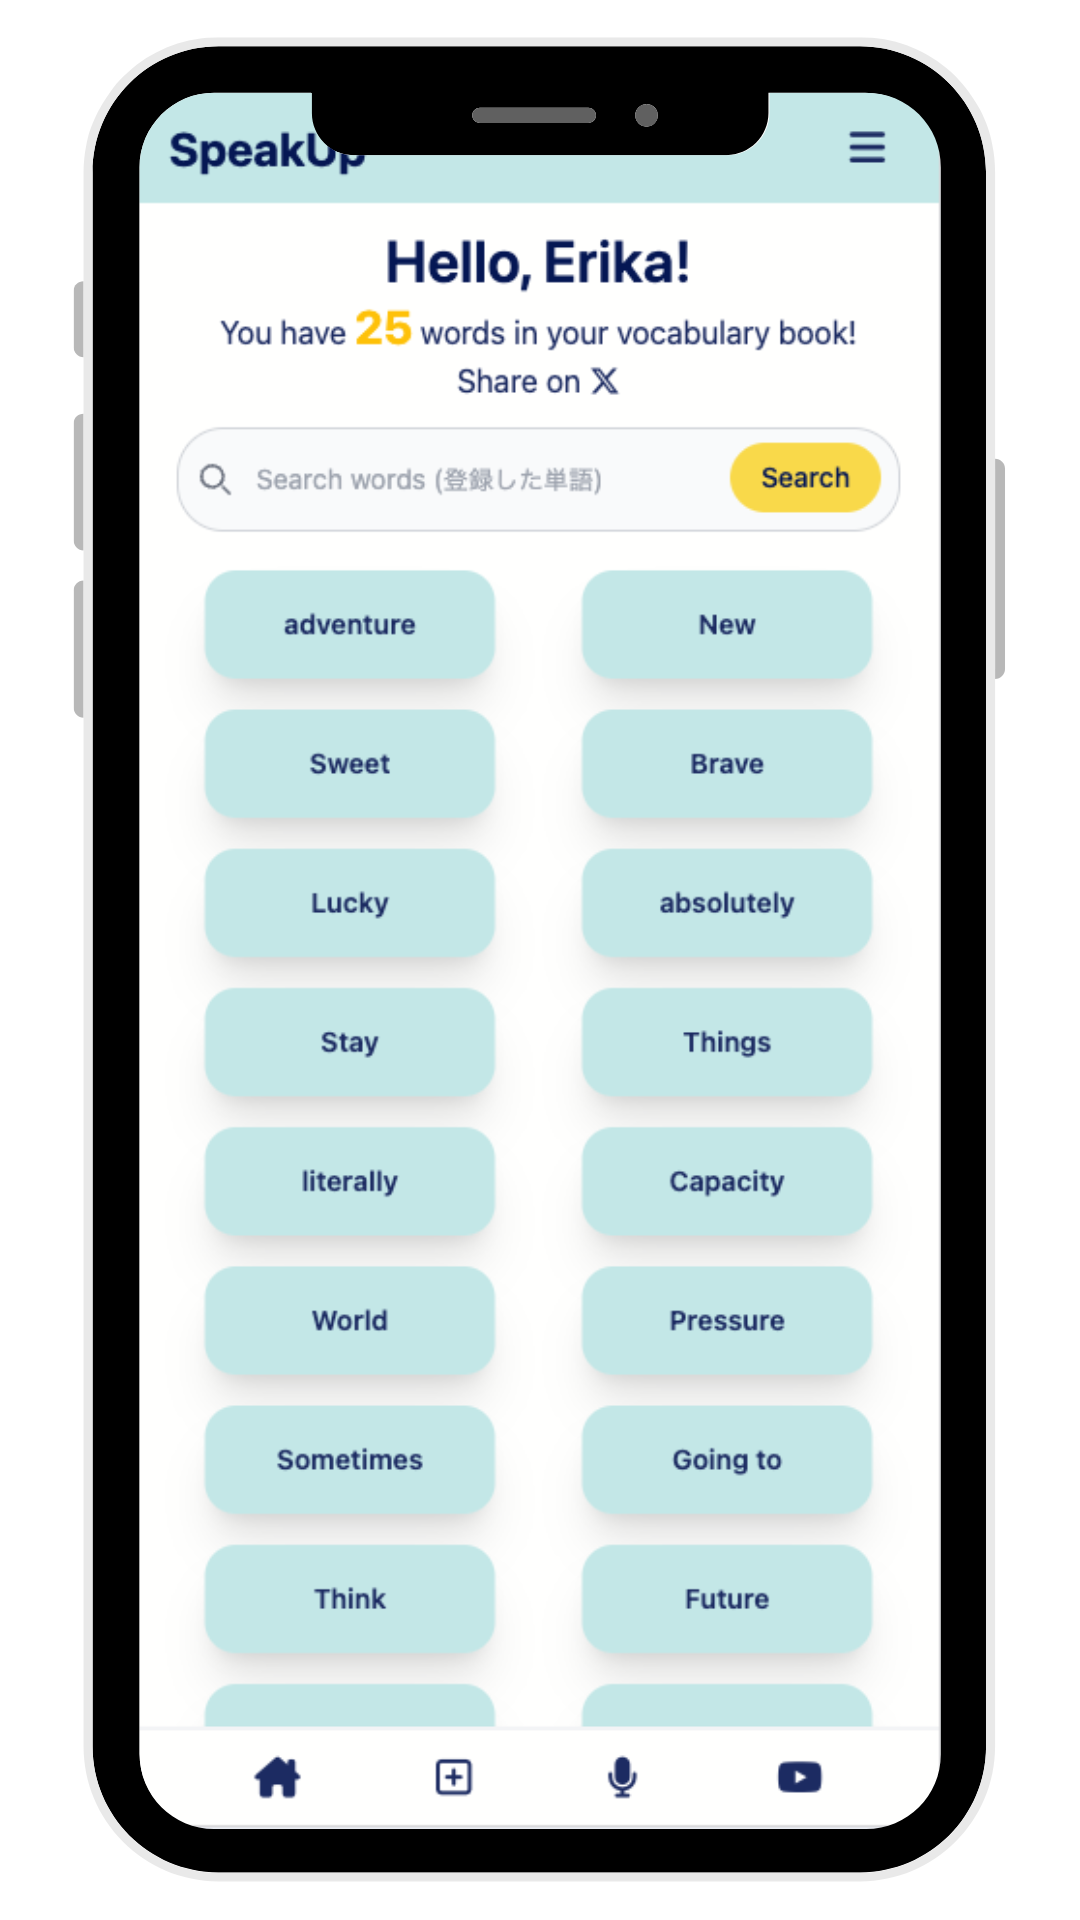 SpeakUp
Hello, Erika!
You have 25 words in your vocabulary book!
Share on X
Search words (登録した単語)
Search
adventure
New
Sweet
Brave
Lucky
absolutely
Stay
Things
literally
Capacity
World
Pressure
Sometimes
Going to
Think
Future